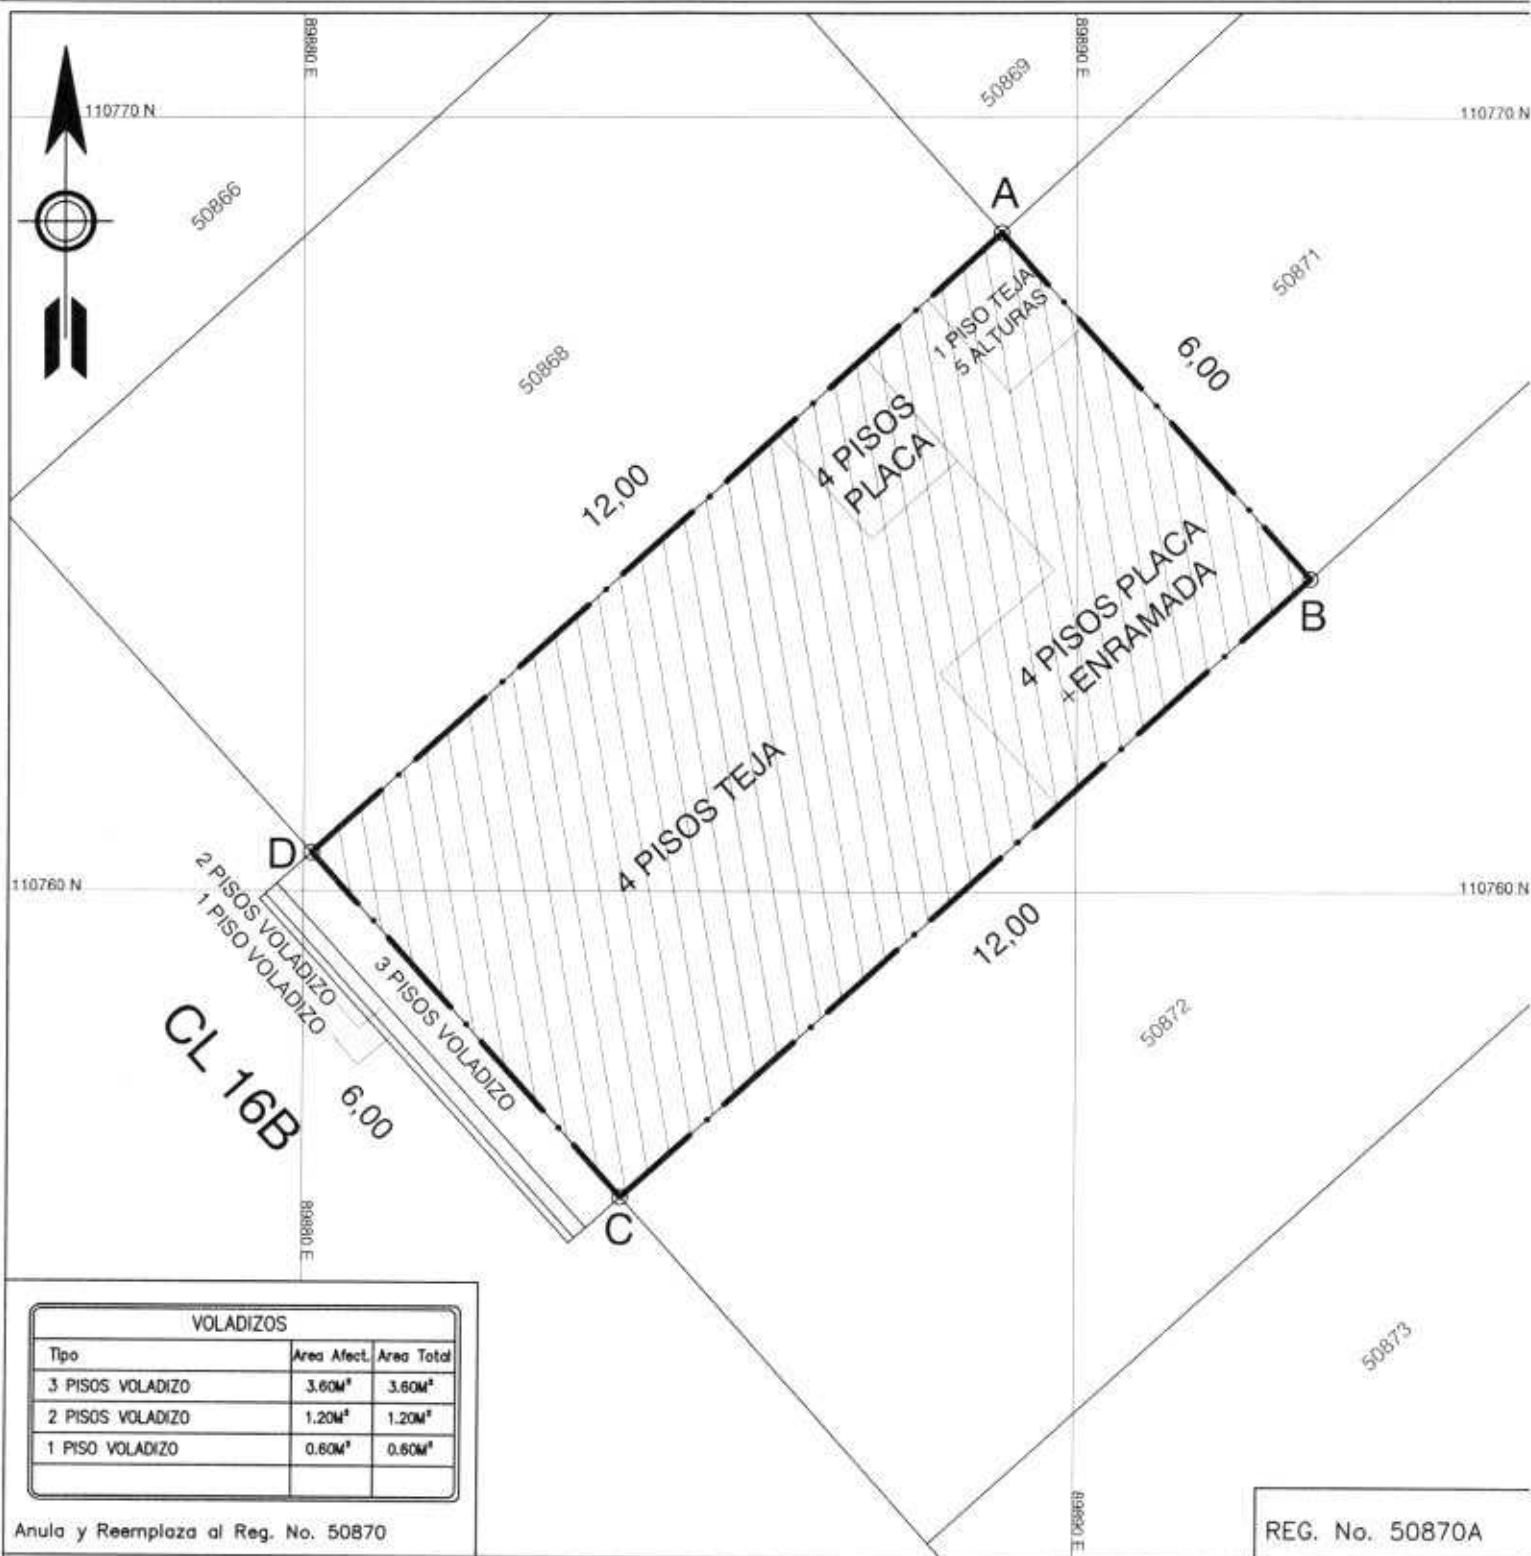 89880 E
89890 E
110770 N
110770 N
50869
50866
A
50871
1 PISO TEJA
5 ALTURAS
50868
6,00
4 PISOS
PLACA
12,00
4 PISOS PLACA
+ENRAMADA
B
4 PISOS TEJA
D
110760 N
110760 N
2 PISOS VOLADIZO
1 PISO VOLADIZO
3 PISOS VOLADIZO
12,00
CL 16B
6,00
50872
89880 E
C
50873
VOLADIZOS
Tipo Area Afect. Area Total
3 PISOS VOLADIZO 3.60M² 3.60M²
2 PISOS VOLADIZO 1.20M² 1.20M²
1 PISO VOLADIZO 0.60M² 0.60M²
89890 E
Anula y Reemplaza al Reg. No. 50870
REG. No. 50870A